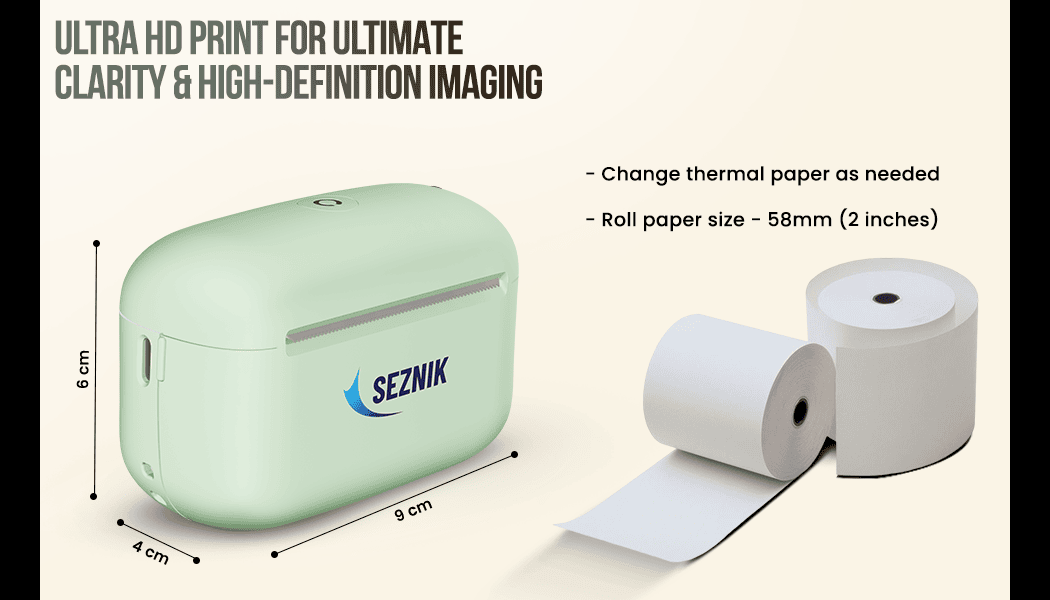 ULTRA HD PRINT FOR ULTIMATE
CLARITY & HIGH-DEFINITION IMAGING
- Change thermal paper as needed
- Roll paper size - 58mm (2 inches)
6 cm
SEZNIK
9 cm
4 cm